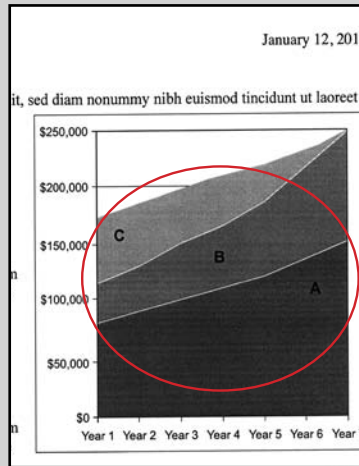 January 12, 201
it, sed diam nonummy nibh euismod tincidunt ut laoreet
$250,000
$200,000
C
$150,000
B
n
A
$100,000
$50,000
n
$0
Year 1 Year 2 Year 3 Year 4 Year 5 Year 6 Year